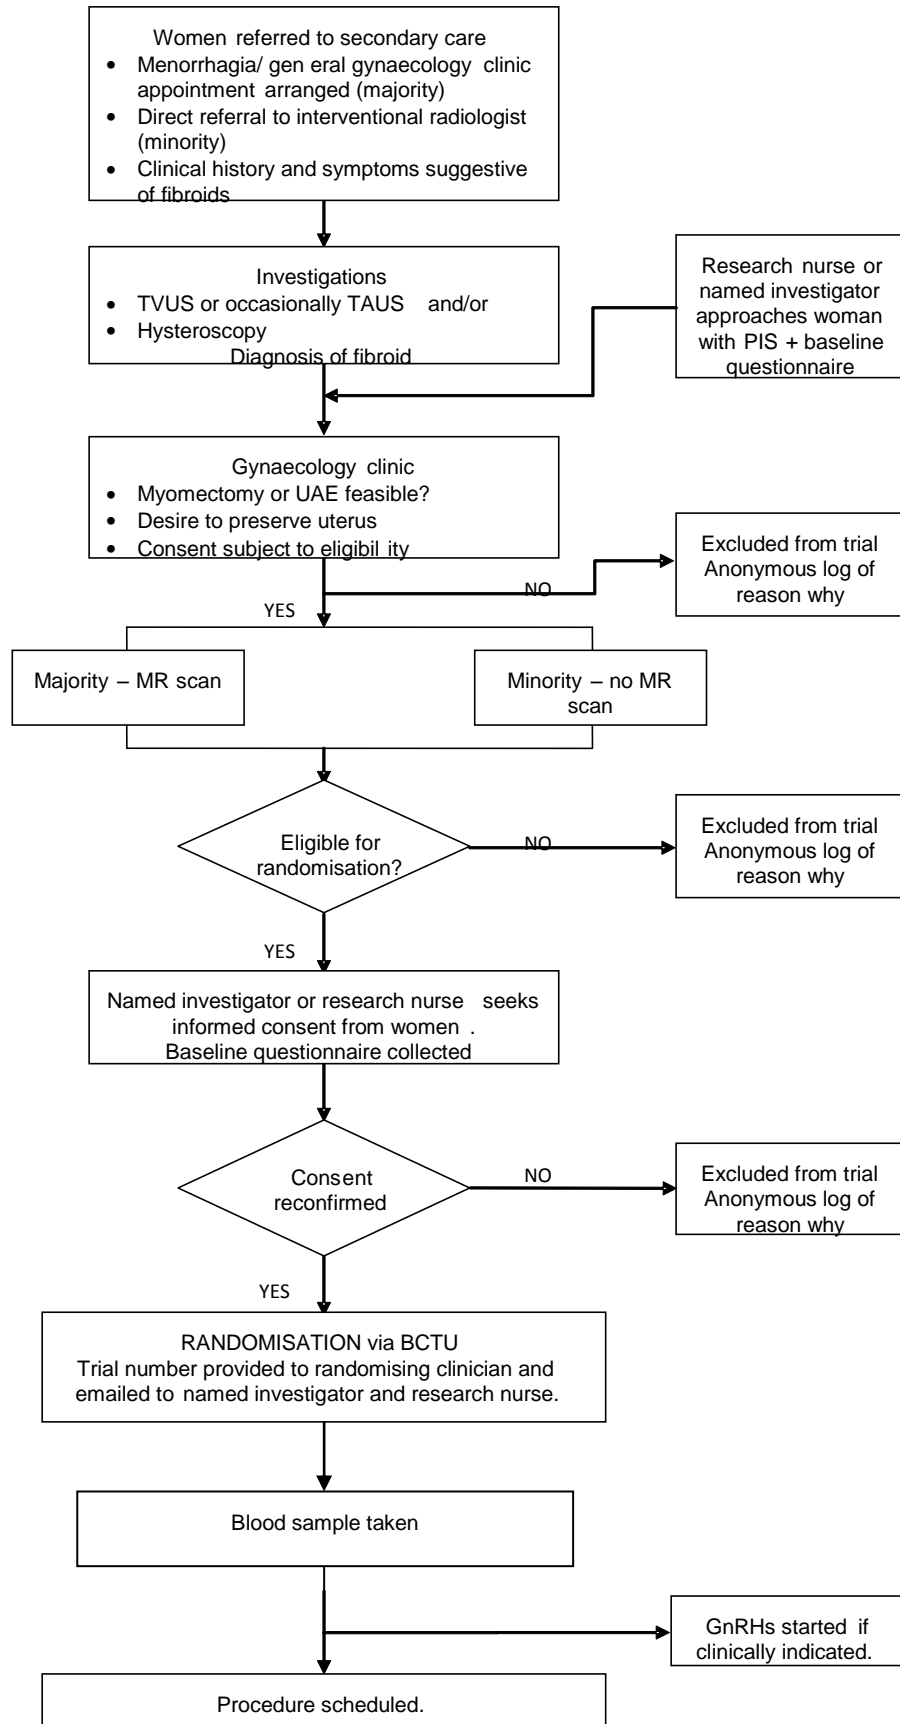 Women referred to secondary care
• Menorrhagia/ gen eral gynaecology clinic
appointment arranged (majority)
• Direct referral to interventional radiologist
(minority)
• Clinical history and symptoms suggestive
of fibroids
Investigations
• TVUS or occasionally TAUS and/or
• Hysteroscopy
Diagnosis of fibroid
Research nurse or
named investigator
approaches woman
with PIS + baseline
questionnaire
Gynaecology clinic
• Myomectomy or UAE feasible?
• Desire to preserve uterus
• Consent subject to eligibil ity
NO
Excluded from trial
Anonymous log of
reason why
YES
Majority – MR scan
Minority – no MR
scan
Eligible for
randomisation?
NO
Excluded from trial
Anonymous log of
reason why
YES
Named investigator or research nurse seeks
informed consent from women .
Baseline questionnaire collected
Consent
reconfirmed
NO
Excluded from trial
Anonymous log of
reason why
YES
RANDOMISATION via BCTU
Trial number provided to randomising clinician and
emailed to named investigator and research nurse.
Blood sample taken
GnRHs started if
clinically indicated.
Procedure scheduled.